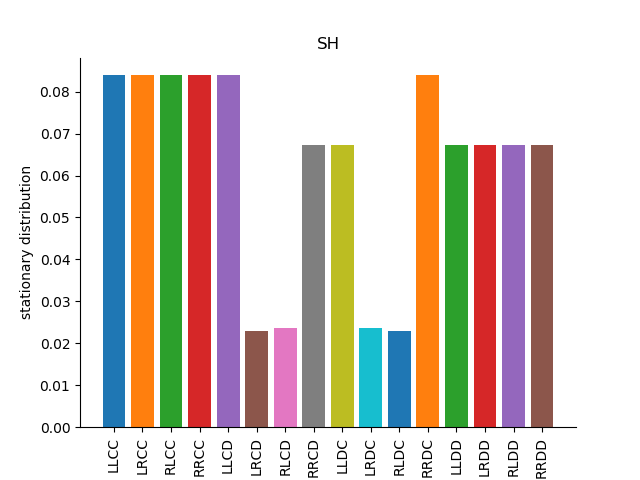 SH
stationary distribution
0.08
0.07
0.06
0.05
0.04
0.03
0.02
0.01
0.00
LLCC
LRCC
RLCC
RRCC
LLCD
LRCD
RLCD
RRCD
LLDC
LRDC
RLDC
RRDC
LLDD
LRDD
RLDD
RRDD